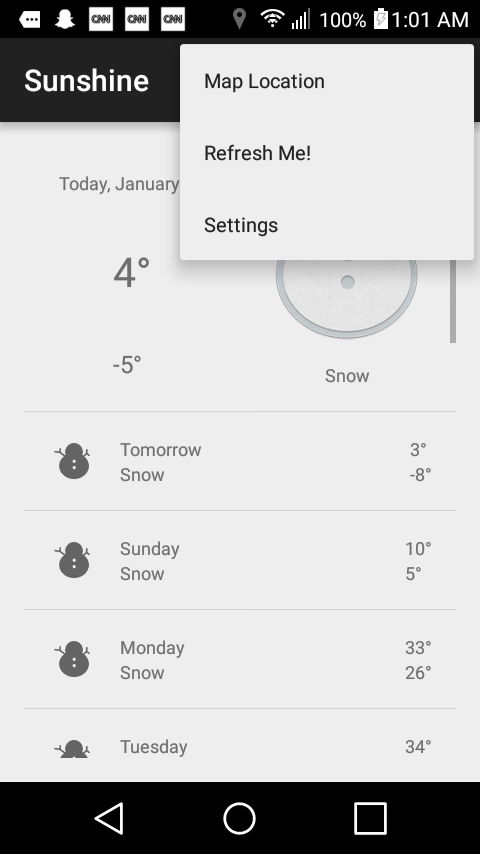 CNN CNN CNN 100% 1:01 AM
Sunshine
Map Location
Refresh Me!
Settings
Today, January
4°
-5°
Snow
Tomorrow 3°
Snow -8°
Sunday 10°
Snow 5°
Monday 33°
Snow 26°
Tuesday 34°